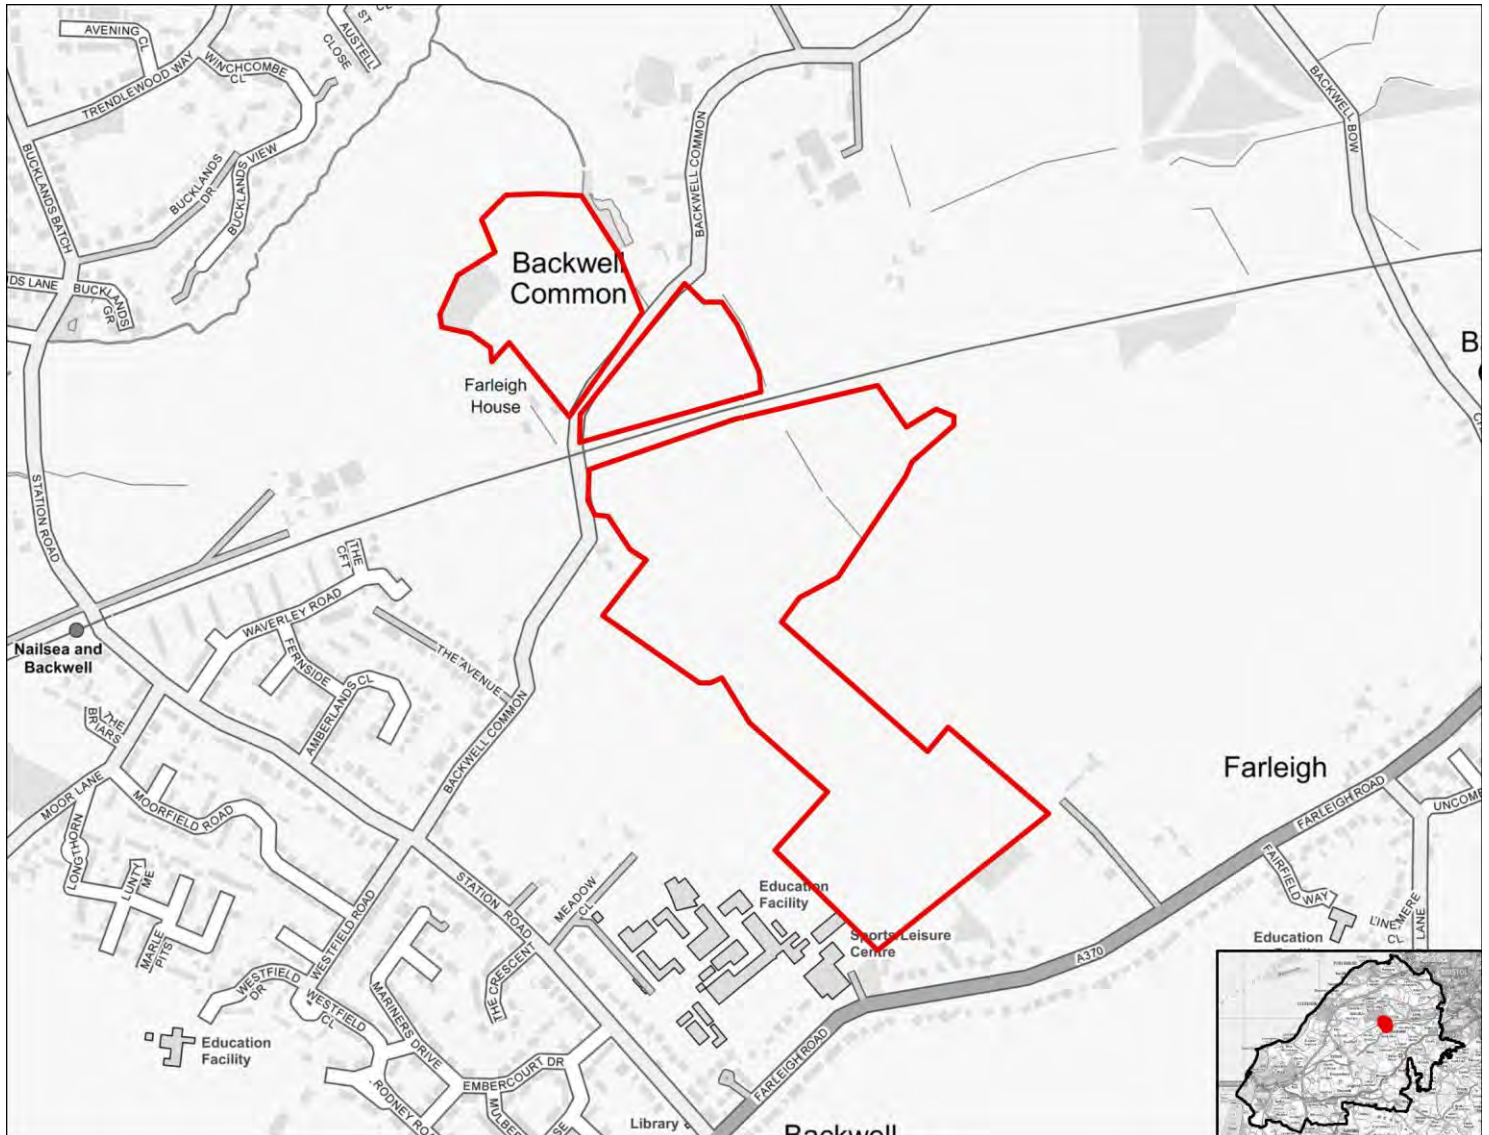 AVENING
CL
ST
AUSTELL
CLOSE
TRENDLEWOOD WAY
WINCHCOMBE
CL
BUCKLANDS BATCH
BUCKLANDS
DR
BUCKLANDS VIEW
DS LANE
BUCKLANDS
GR
BACKWELL COMMON
BACKWELL BOW
Backwell
Common
Farleigh
House
B
STATION ROAD
THE
CFT
WAVERLEY ROAD
FERNSIDE
AMBERLANDS CL
THE AVENUE
Nailsea and
Backwell
THE
BRIARS
BACKWELL COMMON
MOOR LANE
MOORFIELD ROAD
LONGTHORN
LUNTY
ME
MARLE
PITS
Farleigh
FARLEIGH ROAD
UNCOMB
FAIRFIELD WAY
LINEMERE
CL
LANE
STATION ROAD
MEADOW
CL
Education
Facility
Sports/Leisure
Centre
Education
A370
WESTFIELD ROAD
WESTFIELD
DR
WESTFIELD
CL
MARINERS DRIVE
THE CRESCENT
Education
Facility
EMBERCOURT DR
RODNEY RO
MULBER
SE
FARLEIGH ROAD
Library
Backwell
BRISTOL